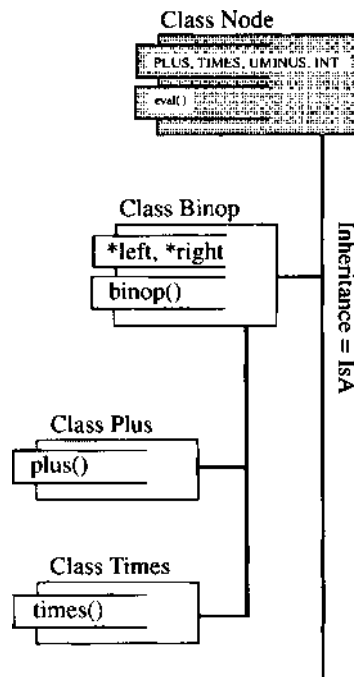 Class Node
PLUS, TIMES, UMINUS, INT
eval()
Class Binop
*left, *right
binop()
Inheritance = IsA
Class Plus
plus()
Class Times
times()